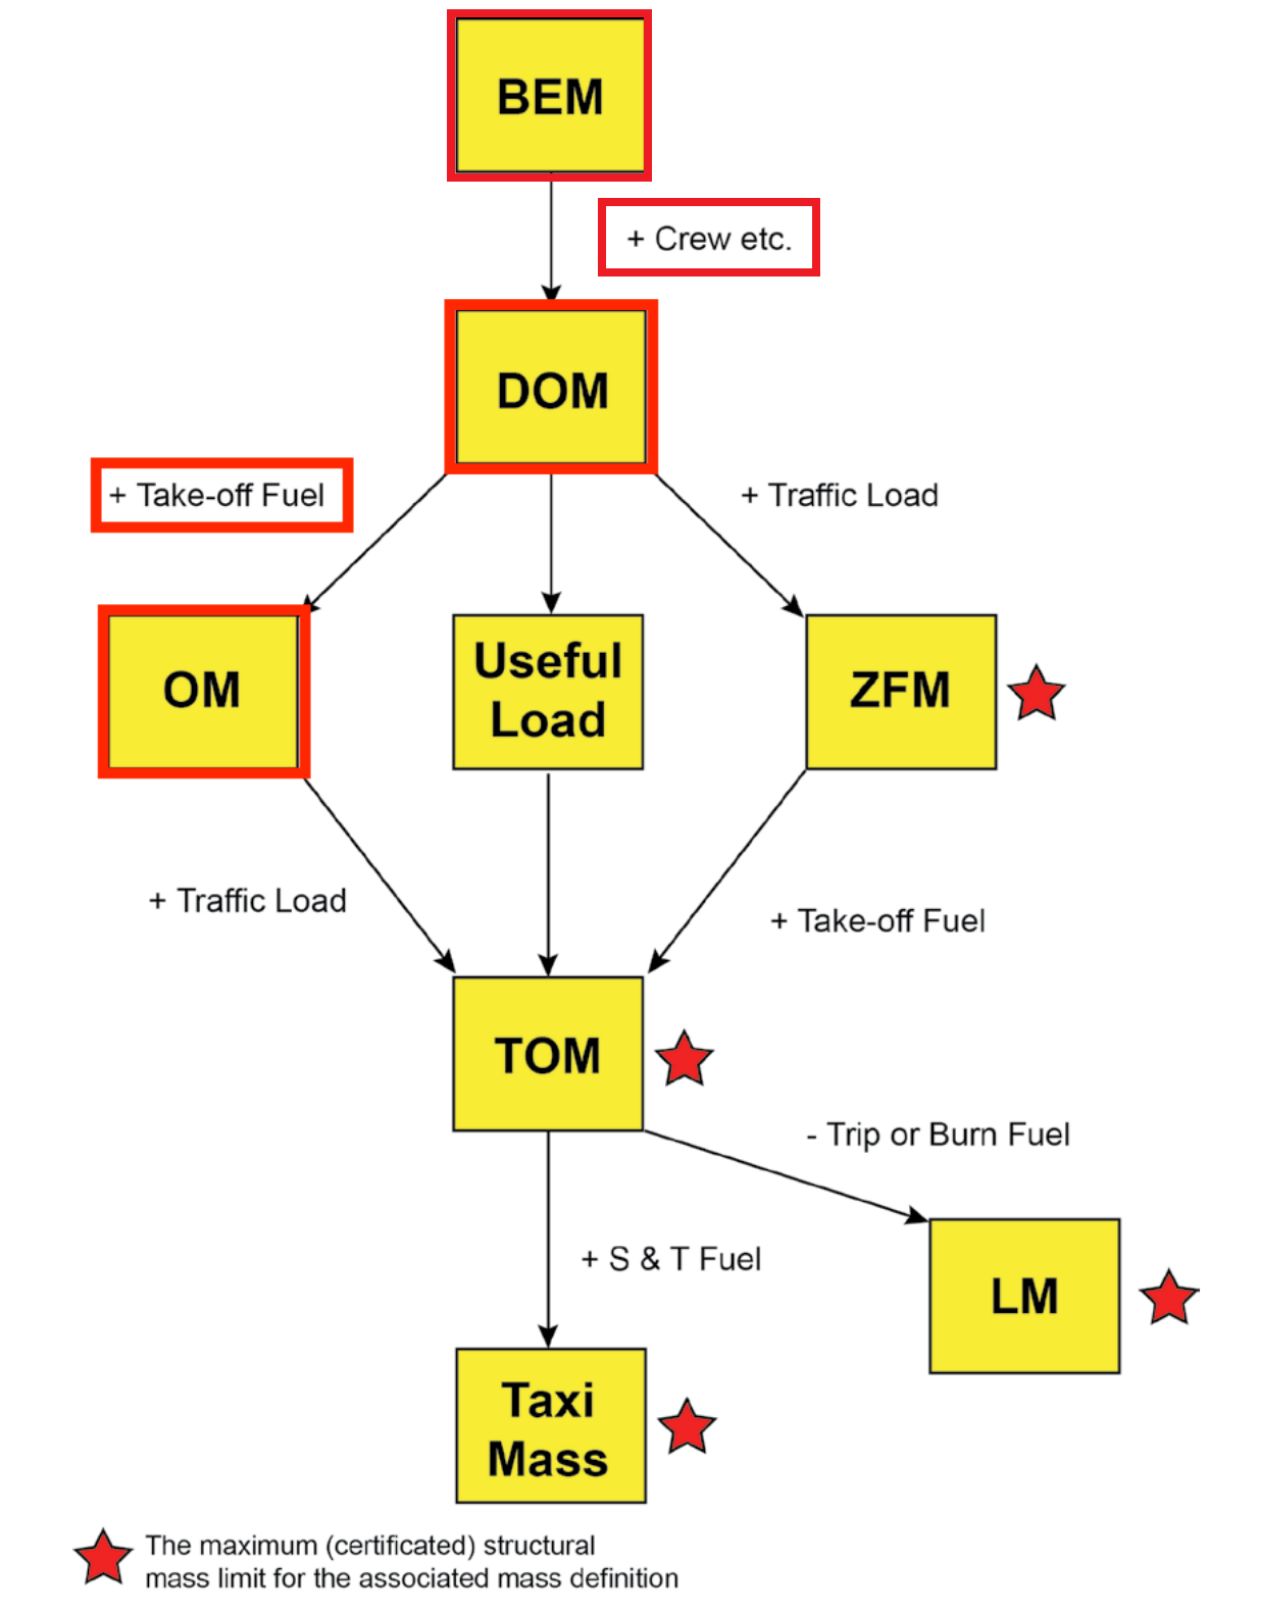 BEM
+ Crew etc.
DOM
+ Take-off Fuel
+ Traffic Load
OM
Useful
Load
ZFM
+ Traffic Load
+ Take-off Fuel
TOM
- Trip or Burn Fuel
+ S & T Fuel
LM
Taxi
Mass
The maximum (certificated) structural
mass limit for the associated mass definition